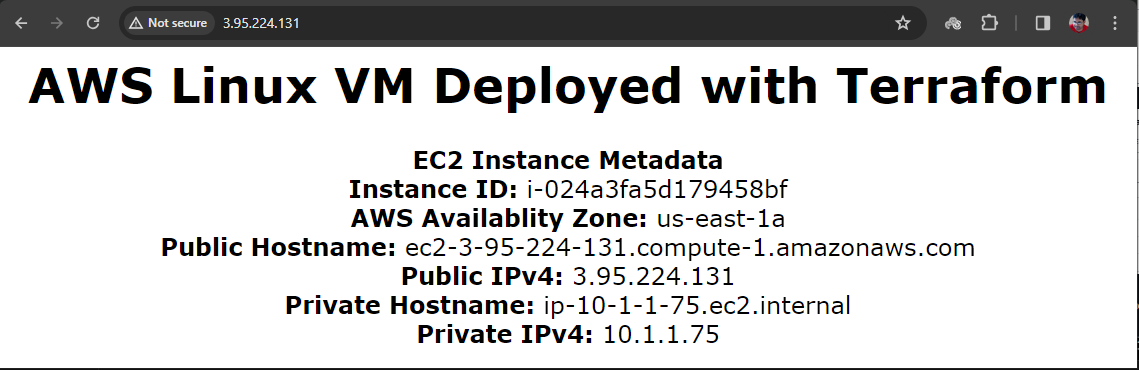 Not secure 3.95.224.131
AWS Linux VM Deployed with Terraform
EC2 Instance Metadata
Instance ID: i-024a3fa5d179458bf
AWS Availablity Zone: us-east-1a
Public Hostname: ec2-3-95-224-131.compute-1.amazonaws.com
Public IPv4: 3.95.224.131
Private Hostname: ip-10-1-1-75.ec2.internal
Private IPv4: 10.1.1.75